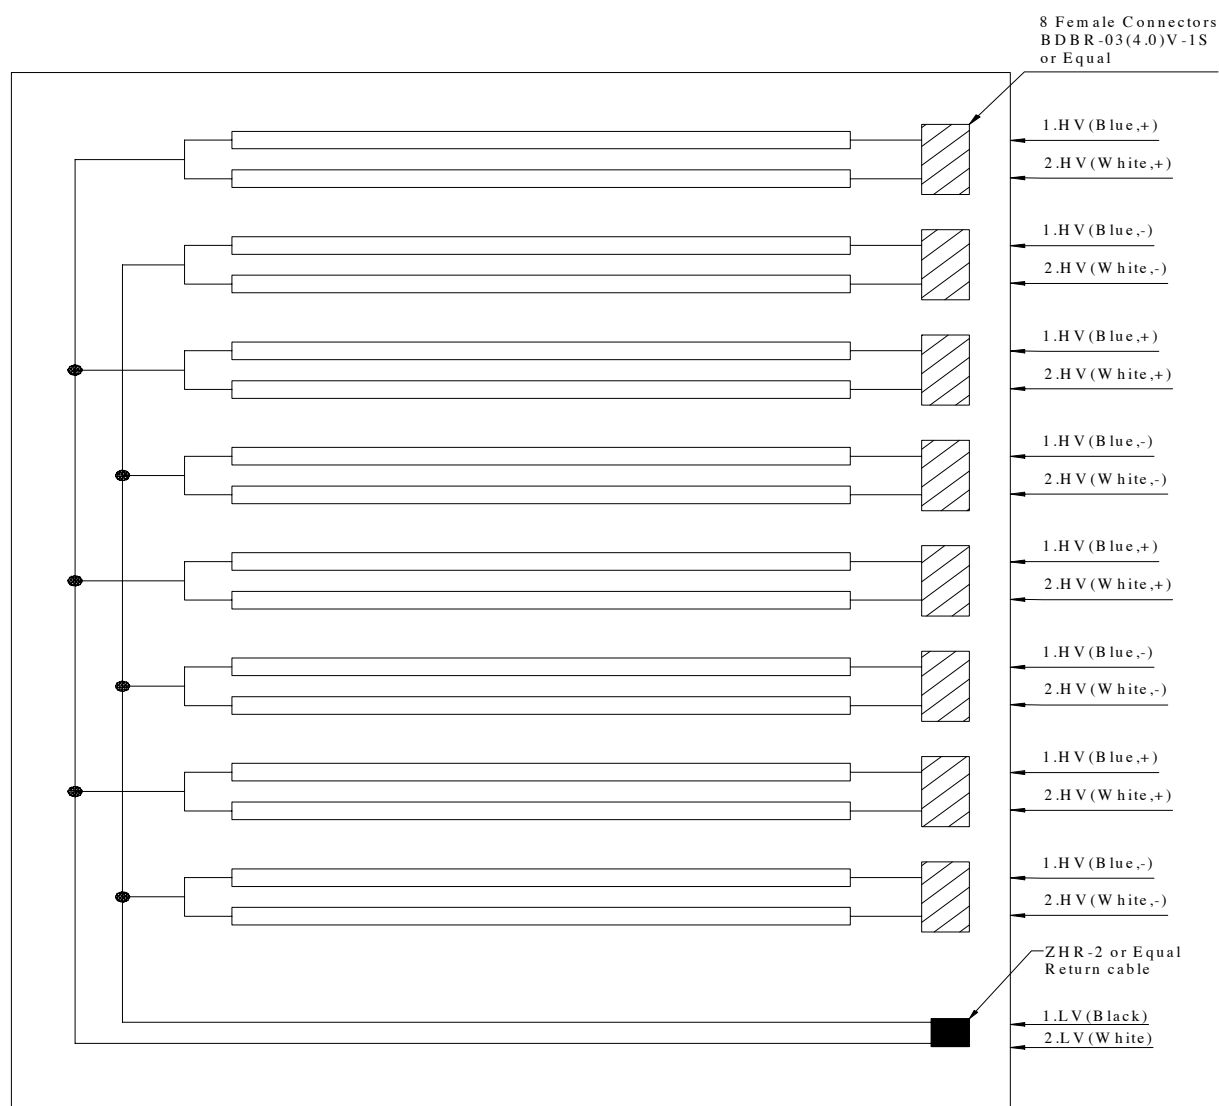 8 Female Connectors
BDBR-03(4.0)V-1S
or Equal
1.HV(Blue,+)
2.HV(White,+)
1.HV(Blue,-)
2.HV(White,-)
1.HV(Blue,+)
2.HV(White,+)
1.HV(Blue,-)
2.HV(White,-)
1.HV(Blue,+)
2.HV(White,+)
1.HV(Blue,-)
2.HV(White,-)
1.HV(Blue,+)
2.HV(White,+)
1.HV(Blue,-)
2.HV(White,-)
ZHR-2 or Equal
Return cable
1.LV(Black)
2.LV(White)